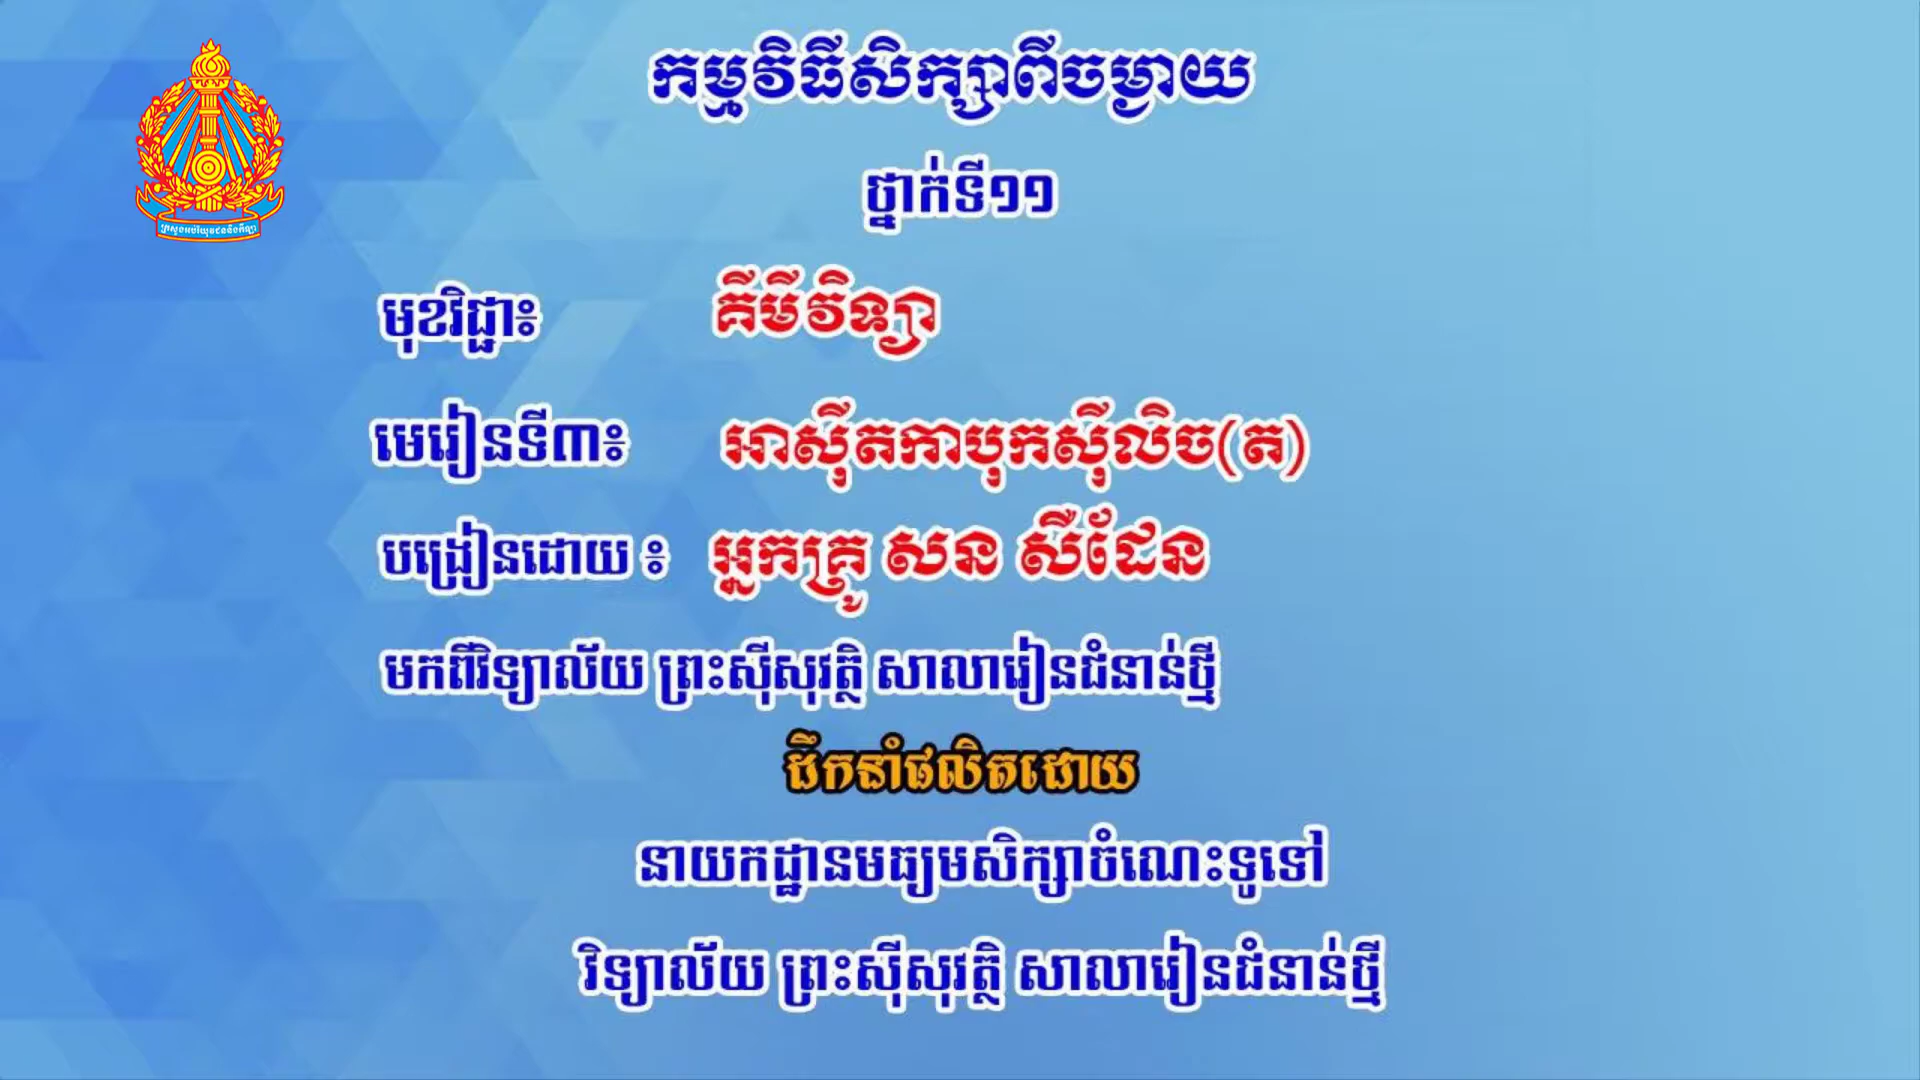 កម្មវិធីសិក្សាពីចម្ងាយ
ថ្នាក់ទី១១
មុខវិជ្ជា៖ គីមីវិទ្យា
មេរៀនទី៣៖ អាស៊ីតកាបុកស៊ីលិច(ត)
បង្រៀនដោយ ៖ អ្នកគ្រូ សន សឺដែន
មកពីវិទ្យាល័យ ព្រះស៊ីសុវត្ថិ សាលារៀនជំនាន់ថ្មី
ដឹកនាំផលិតដោយ
នាយកដ្ឋានមធ្យមសិក្សាចំណេះទូទៅ
វិទ្យាល័យ ព្រះស៊ីសុវត្ថិ សាលារៀនជំនាន់ថ្មី